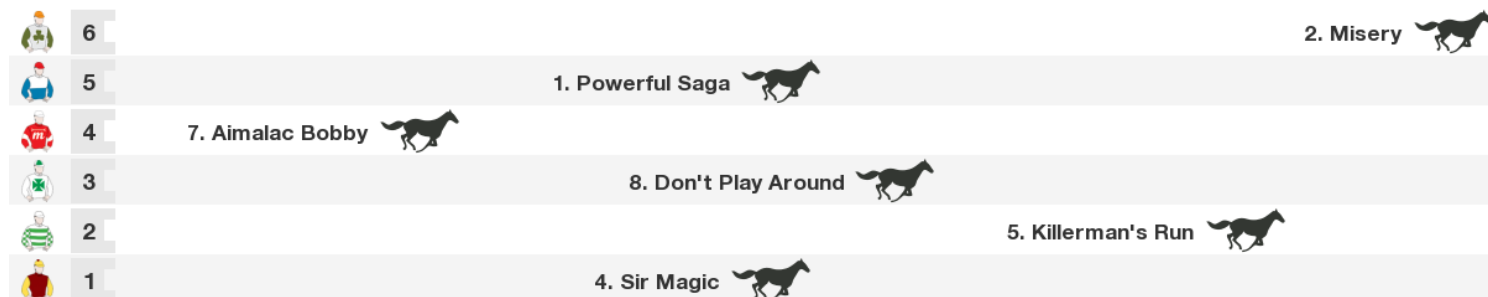 6 2. Misery
5 1. Powerful Saga
4 m 7. Aimalac Bobby
3 8. Don't Play Around
2 5. Killerman's Run
1 4. Sir Magic